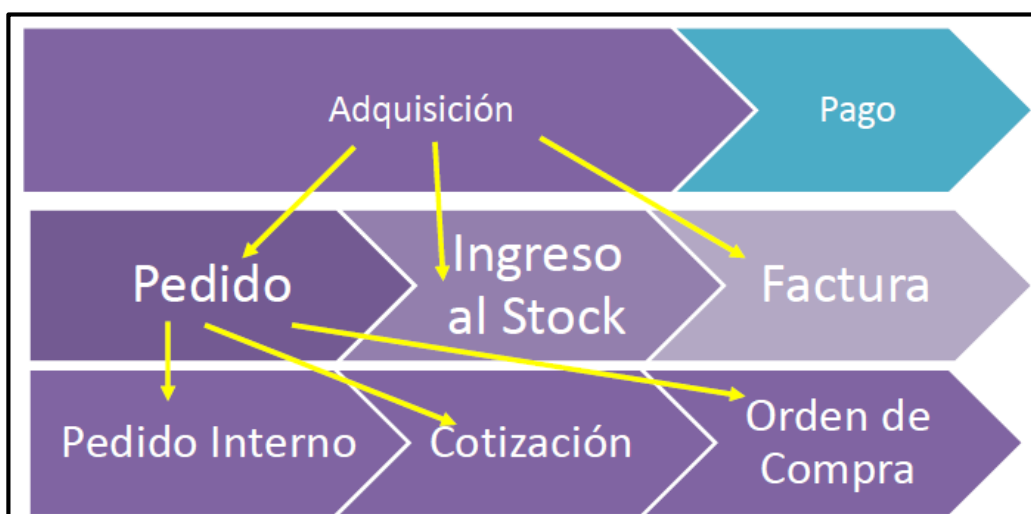 Adquisición
Pago
Pedido
Ingreso
al Stock
Factura
Pedido Interno
Cotización
Orden de
Compra